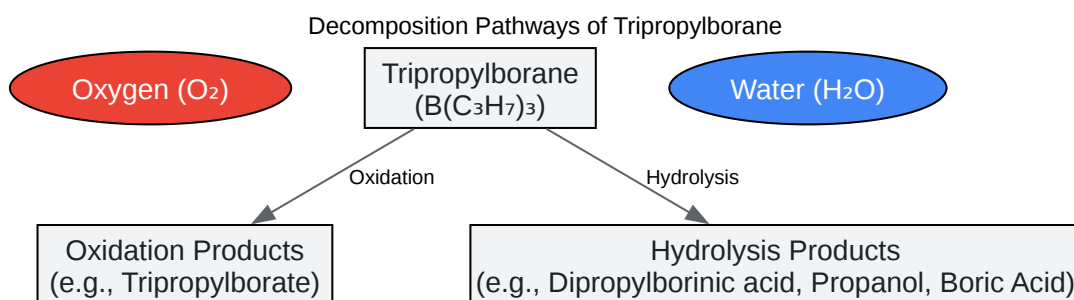 Decomposition Pathways of Tripropylborane
Oxygen (O₂)
Tripropylborane
(B(C₃H₇)₃)
Water (H₂O)
Oxidation
Hydrolysis
Oxidation Products
(e.g., Tripropylborate)
Hydrolysis Products
(e.g., Dipropylborinic acid, Propanol, Boric Acid)